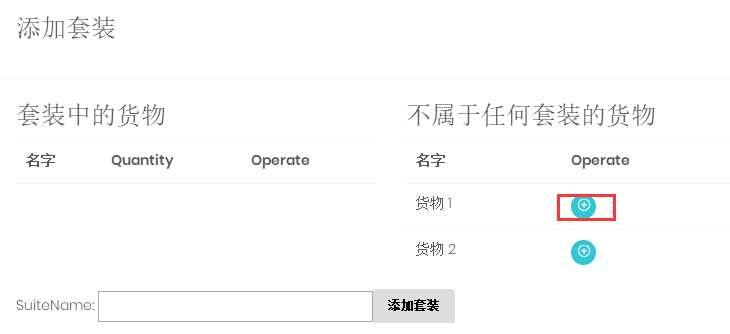 添加套装
套装中的货物
名字 Quantity Operate
不属于任何套装的货物
名字 Operate
货物 1
货物 2
SuiteName: 添加套装